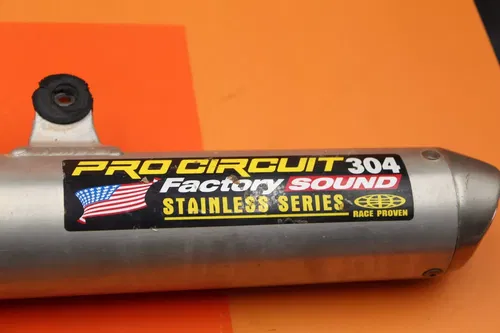 PRO CIRCUIT 304
Factory SOUND
STAINLESS SERIES
RACE PROVEN